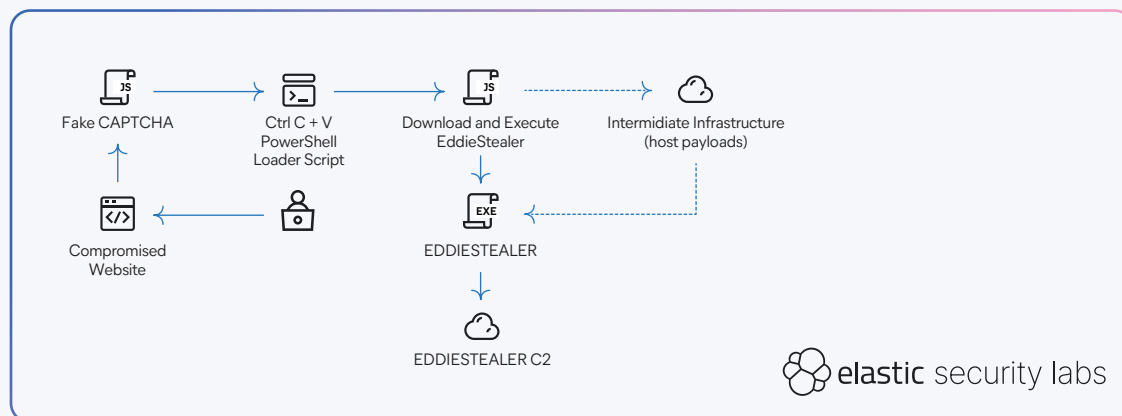 JS
Fake CAPTCHA
Ctrl C + V
PowerShell
Loader Script
JS
Download and Execute
EddieStealer
Intermidiate Infrastructure
(host payloads)
Compromised
Website
EXE
EDDIESTEALER
EDDIESTEALER C2
elastic security labs